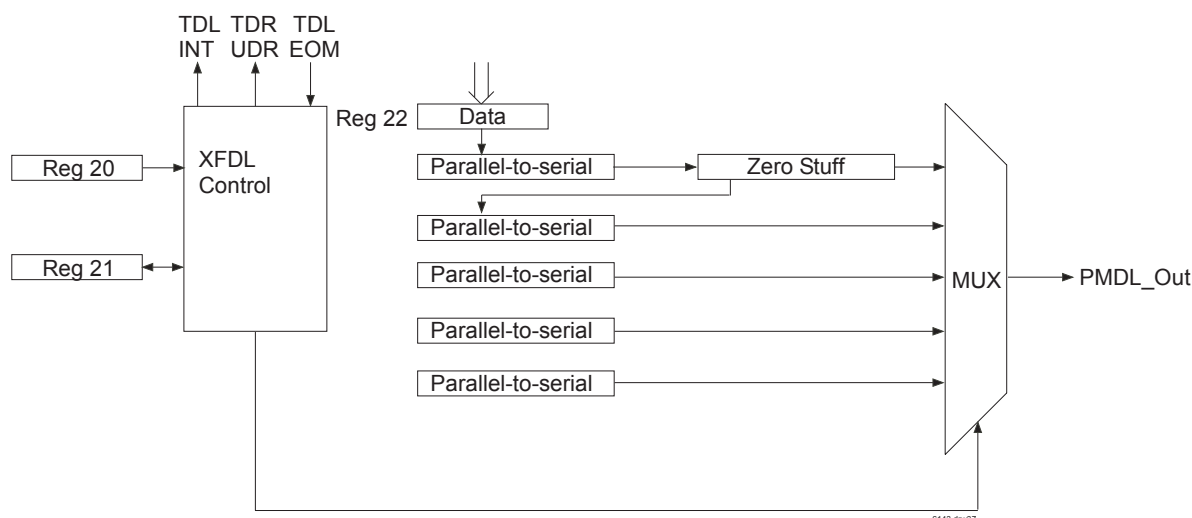 TDL TDR TDL
INT UDR EOM
Reg 22
Data
Reg 20
XFDL
Control
Parallel-to-serial
Zero Stuff
Parallel-to-serial
Reg 21
Parallel-to-serial
MUX
PMDL_Out
Parallel-to-serial
Parallel-to-serial